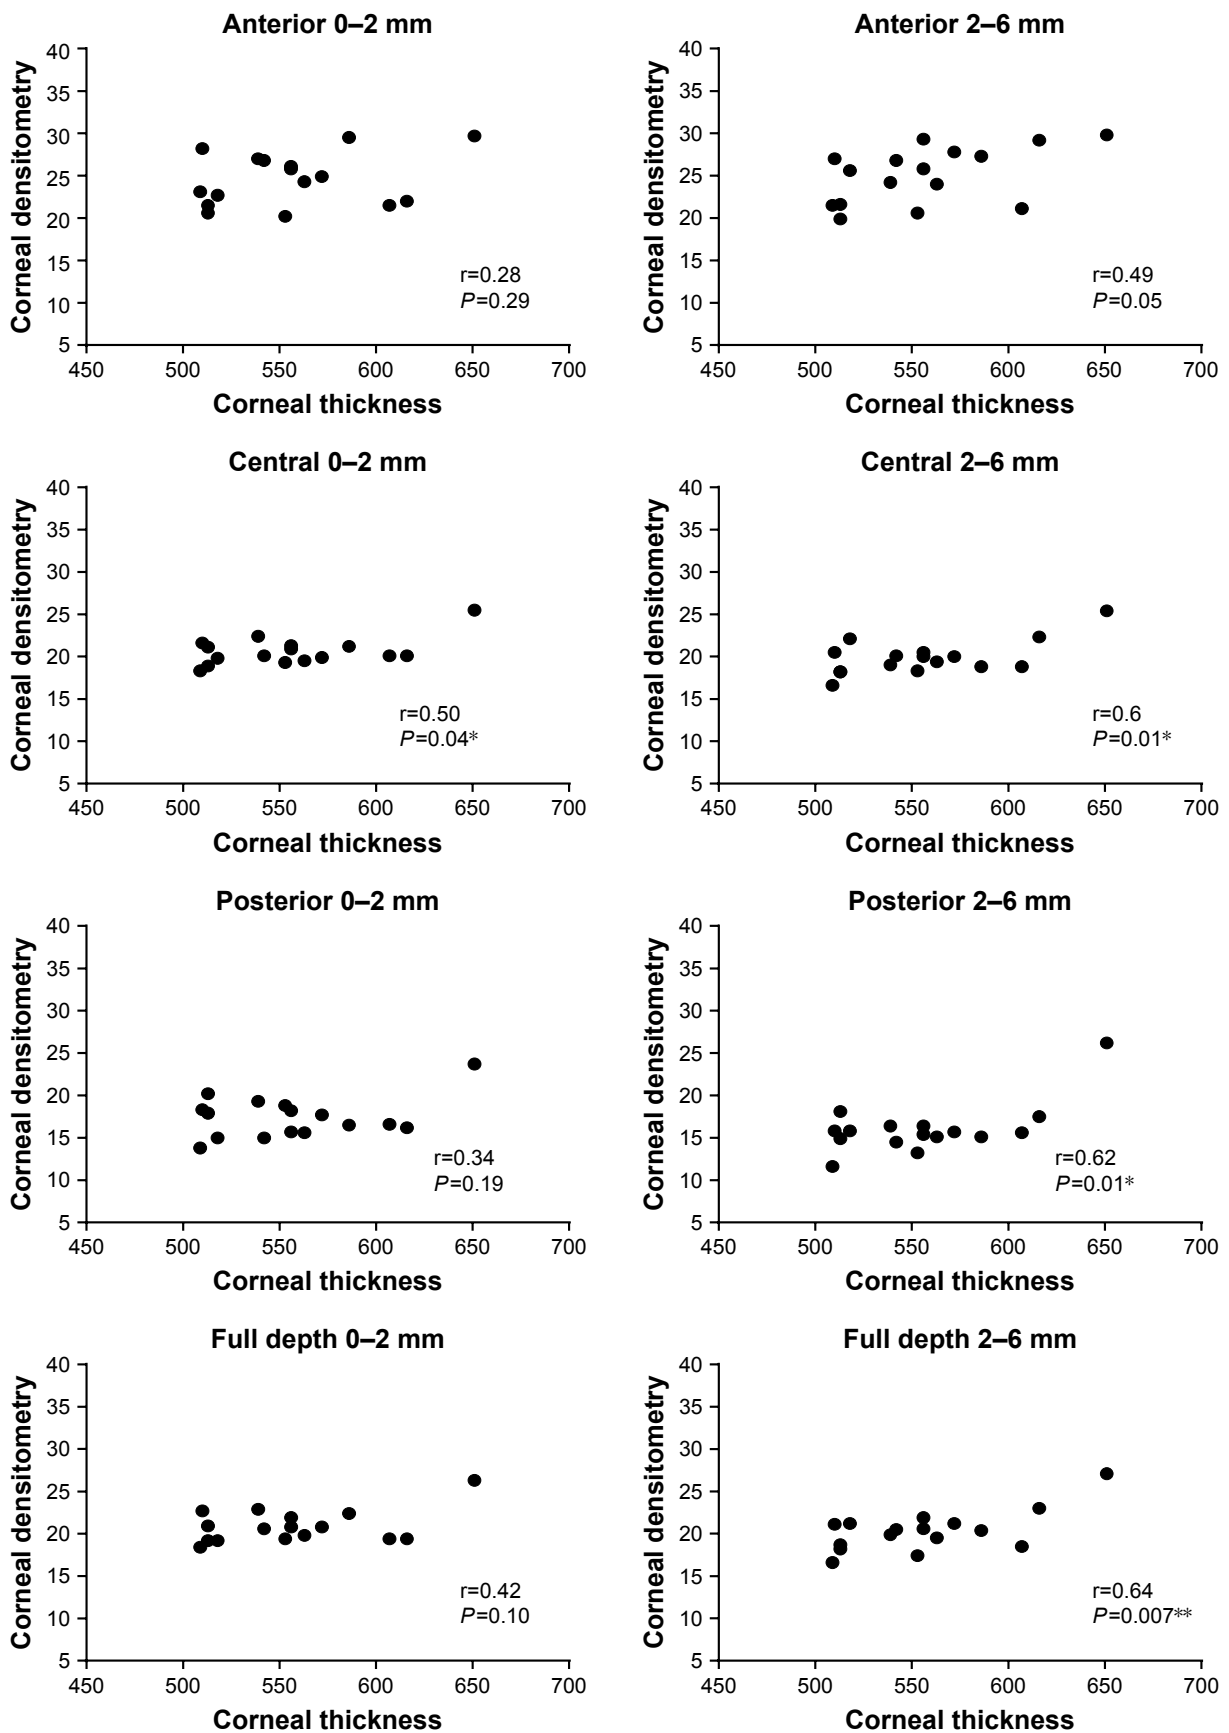 Anterior 0–2 mm
Corneal densitometry
40
35
30
25
20
15
10
5
r=0.28
P=0.29
450 500 550 600 650 700
Corneal thickness
Anterior 2–6 mm
Corneal densitometry
40
35
30
25
20
15
10
5
r=0.49
P=0.05
450 500 550 600 650 700
Corneal thickness
Central 0–2 mm
Corneal densitometry
40
35
30
25
20
15
10
5
r=0.50
P=0.04*
450 500 550 600 650 700
Corneal thickness
Central 2–6 mm
Corneal densitometry
40
35
30
25
20
15
10
5
r=0.6
P=0.01*
450 500 550 600 650 700
Corneal thickness
Posterior 0–2 mm
Corneal densitometry
40
35
30
25
20
15
10
5
r=0.34
P=0.19
450 500 550 600 650 700
Corneal thickness
Posterior 2–6 mm
Corneal densitometry
40
35
30
25
20
15
10
5
r=0.62
P=0.01*
450 500 550 600 650 700
Corneal thickness
Full depth 0–2 mm
Corneal densitometry
40
35
30
25
20
15
10
5
r=0.42
P=0.10
450 500 550 600 650 700
Corneal thickness
Full depth 2–6 mm
Corneal densitometry
40
35
30
25
20
15
10
5
r=0.64
P=0.007**
450 500 550 600 650 700
Corneal thickness